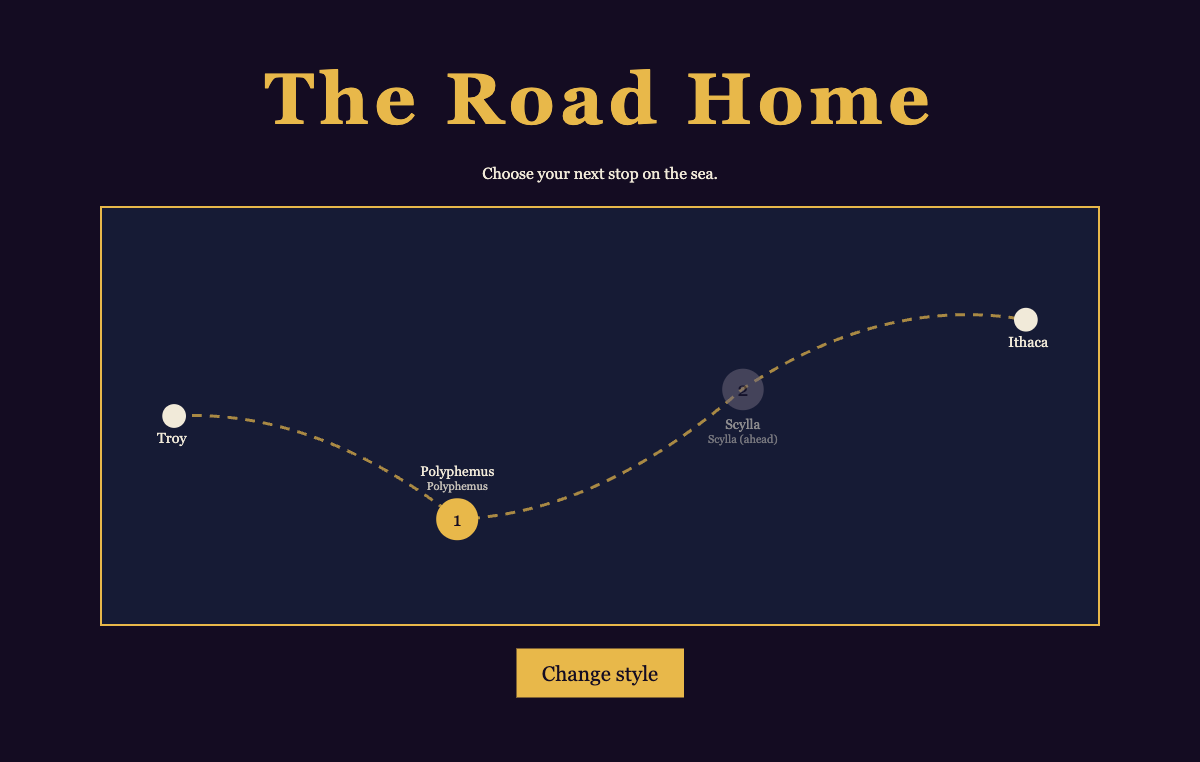 The Road Home
Choose your next stop on the sea.
Ithaca
2
Scylla
Scylla (ahead)
Troy
Polyphemus
Polyphemus
1
Change style